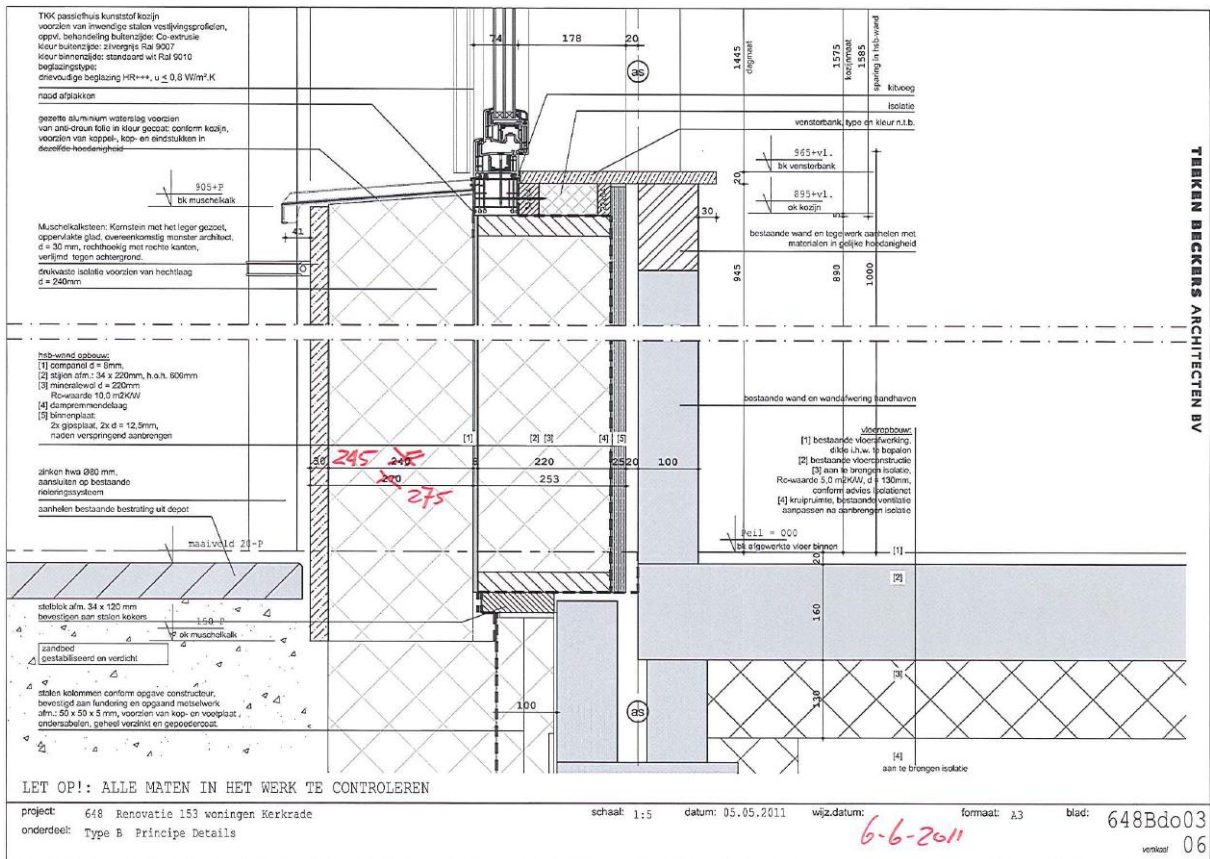 TKK passiefhuis kunststof kozijn
voorzien van inwendige stalen vestijvingsprofielen,
oppvl. behandeling buitenzijde: Co-extrusie
kleur buitenzijde: zilvergrijs Ral 9007
kleur binnenzijde: standaard wit Ral 9010
beglazingstype:
drievoudige beglazing HR+++, u ≤ 0,8 W/m².K
naad afplakken
gezette aluminium waterslag voorzien
van anti-dreun folie in kleur gecoat: conform kozijn,
voorzien van koppel-, kop- en eindstukken in
dezelfde hoedanigheid
905+P
bk muschelkalk
41
Muschelkalksteen: Kernstein met het leger gezoet,
oppervlakte glad, overeenkomstig monster architect,
d = 30 mm, rechthoekig met rechte kanten,
verlijmd tegen achtergrond.
drukvaste isolatie voorzien van hechtlaag
d = 240mm
hsb-wand opbouw:
[1] companel d = 8mm,
[2] stijlen afm.: 34 x 220mm, h.o.h. 600mm
[3] mineralewol d = 220mm
Rc-waarde 10,0 m2K/W
[4] dampremmendelaag
[5] binnenplaat:
2x gipsplaat, 2x d = 12,5mm,
naden verspringend aanbrengen
zinken hwa Ø80 mm,
aansluiten op bestaande
rioleringssysteem
aanhelen bestaande bestrating uit depot
maaiveld 20-P
stelblok afm. 34 x 120 mm
bevestigen aan stalen kokers
150-P
ok muschelkalk
zandbed
gestabiliseerd en verdicht
stalen kolommen conform opgave constructeur,
bevestigd aan fundering en opgaand metselwerk
afm.: 50 x 50 x 5 mm, voorzien van kop- en voetplaat,
ondersabelen, geheel verzinkt en gepoedercoat.
74 178 20
as
1445
dagmaat
1575
kozijnmaat
1585
sparing in hsb-wand
kitvoeg
isolatie
vensterbank, type en kleur n.t.b.
965+vl.
bk vensterbank
20
895+vl.
ok kozijn
30
5
bestaande wand en tegelwerk aanhelen met
materialen in gelijke hoedanigheid
945
890
1000
bestaande wand en wandafwering handhaven
[1] [2] [3] [4] [5]
30 245 240 8 220 25 20 100
270 275 253
vloeropbouw:
[1] bestaande vloerafwerking,
dikte i.h.w. te bepalen
[2] bestaande vloerconstructie
[3] aan te brengen isolatie,
Rc-waarde 5,0 m2K/W, d = 130mm,
conform advies isolatienet
[4] kruipruimte, bestaande ventilatie
aanpassen na aanbrengen isolatie
Peil = 000
bk afgewerkte vloer binnen
[1]
20
[2]
160
[3]
130
100
as
[4]
aan te brengen isolatie
TEEKEN BECKERS ARCHITECTEN BV
LET OP!: ALLE MATEN IN HET WERK TE CONTROLEREN
project: 648 Renovatie 153 woningen Kerkrade schaal: 1:5 datum: 05.05.2011 wijz.datum: 6-6-2011 formaat: A3 blad: 648Bdo03
onderdeel: Type B Principe Details vertikaal 06